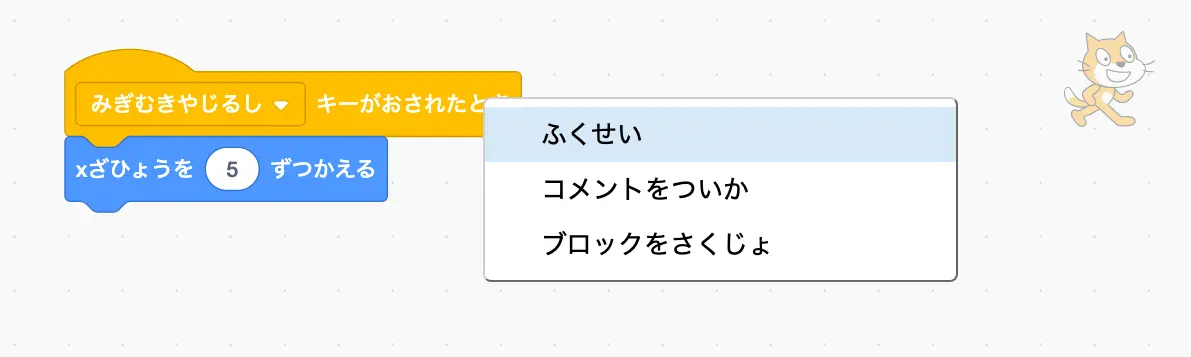 みぎむきやじるし キーがおされたとき
xざひょうを 5 ずつかえる
ふくせい
コメントをついか
ブロックをさくじょ